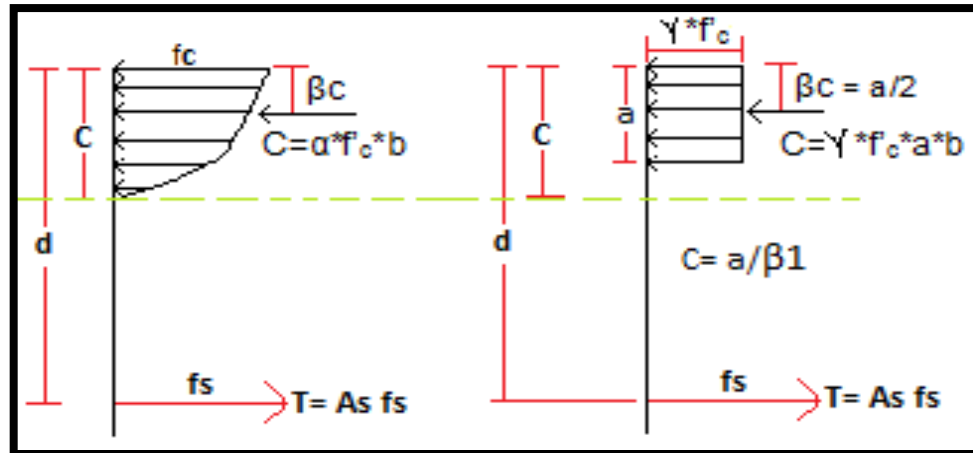 fc
βc
C=α*f'c*b
C
d
fs
T= As fs
γ*f'c
βc = a/2
a
C=γ*f'c*a*b
C
d
C= a/β1
fs
T= As fs